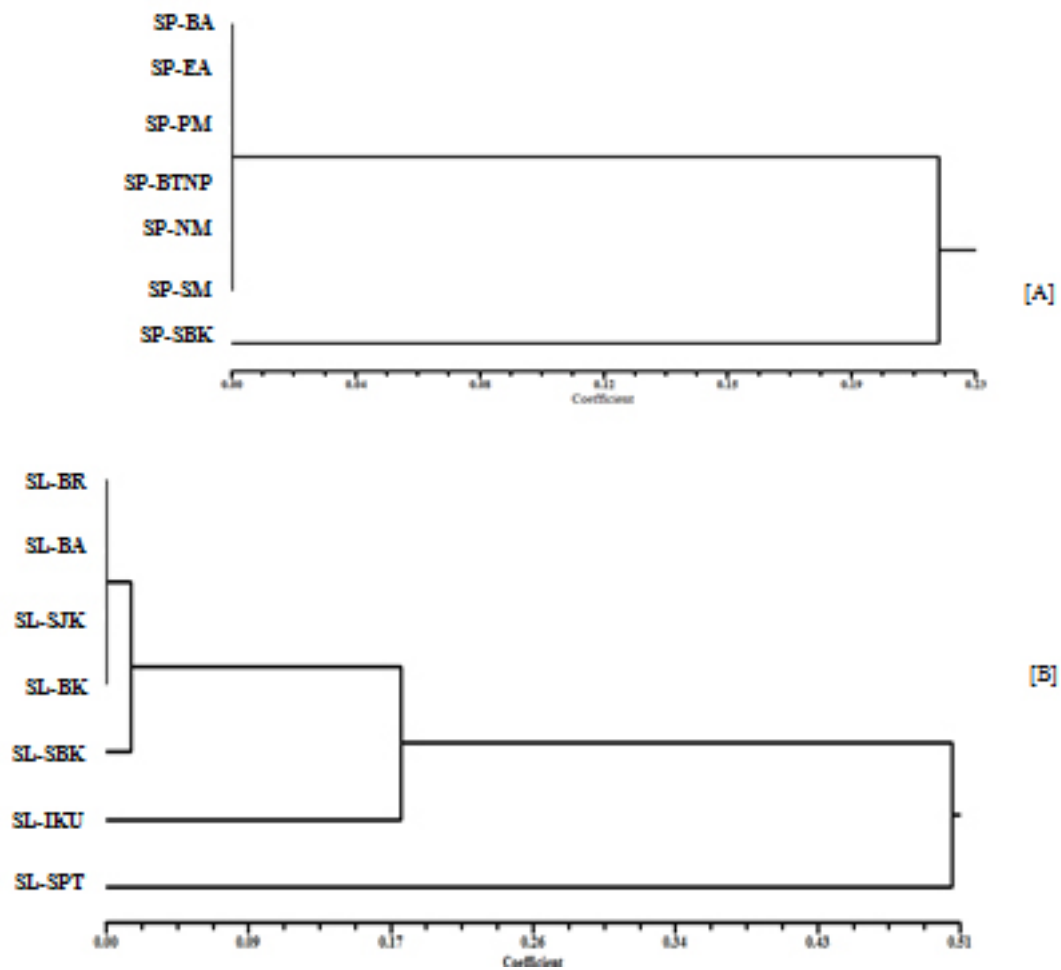 SP-BA
SP-EA
SP-PM
SP-BTNP
SP-NM
SP-SM
SP-SBK
[A]
0.00 0.04 0.08 0.12 0.15 0.19 0.23
Coefficient
SL-BR
SL-BA
SL-SJK
SL-BK
SL-SBK
SL-IKU
SL-SPT
[B]
0.00 0.09 0.17 0.26 0.34 0.43 0.51
Coefficient